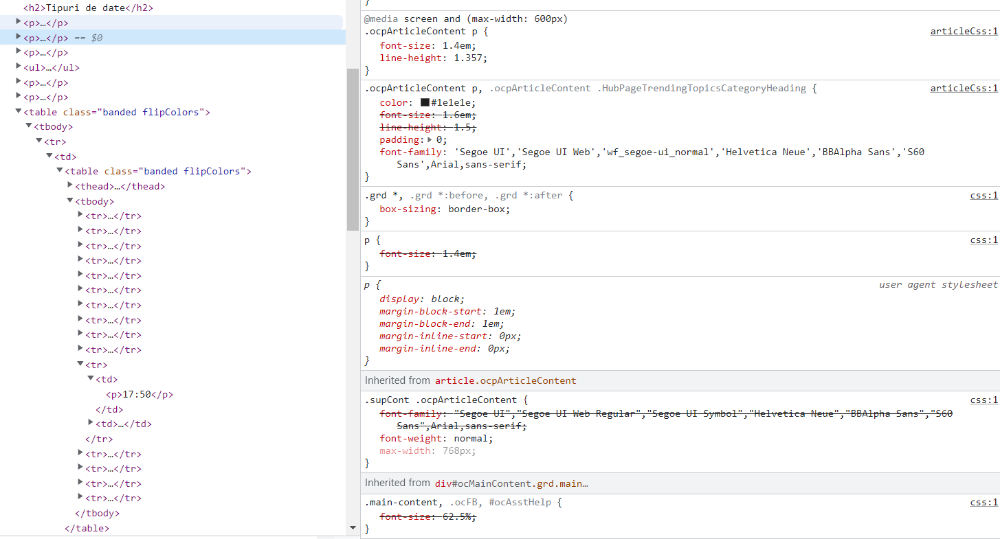 <h2>Tipuri de date</h2>
<p>…</p>
<p>…</p> == $0
<p>…</p>
<ul>…</ul>
<p>…</p>
<p>…</p>
<table class="banded flipColors">
<tbody>
<tr>
<td>
<table class="banded flipColors">
<thead>…</thead>
<tbody>
<tr>…</tr>
<tr>…</tr>
<tr>…</tr>
<tr>…</tr>
<tr>…</tr>
<tr>…</tr>
<tr>…</tr>
<tr>…</tr>
<tr>…</tr>
<tr>…</tr>
<tr>
<td>
<p>17:50</p>
</td>
<td>…</td>
</tr>
<tr>…</tr>
<tr>…</tr>
<tr>…</tr>
<tr>…</tr>
</tbody>
</table>
}
@media screen and (max-width: 600px)
.ocpArticleContent p { articleCss:1
font-size: 1.4em;
line-height: 1.357;
}
.ocpArticleContent p, .ocpArticleContent .HubPageTrendingTopicsCategoryHeading { articleCss:1
color: #1e1e1e;
font-size: 1.6em;
line-height: 1.5;
padding: 0;
font-family: 'Segoe UI','Segoe UI Web','wf_segoe-ui_normal','Helvetica Neue','BBAlpha Sans','S60
Sans',Arial,sans-serif;
}
.grd *, .grd *:before, .grd *:after { css:1
box-sizing: border-box;
}
p { css:1
font-size: 1.4em;
}
p { user agent stylesheet
display: block;
margin-block-start: 1em;
margin-block-end: 1em;
margin-inline-start: 0px;
margin-inline-end: 0px;
}
Inherited from article.ocpArticleContent
.supCont .ocpArticleContent { css:1
font-family: "Segoe UI","Segoe UI Web Regular","Segoe UI Symbol","Helvetica Neue","BBAlpha Sans","S60
Sans",Arial,sans-serif;
font-weight: normal;
max-width: 768px;
}
Inherited from div#ocMainContent.grd.main…
.main-content, .ocFB, #ocAsstHelp { css:1
font-size: 62.5%;
}